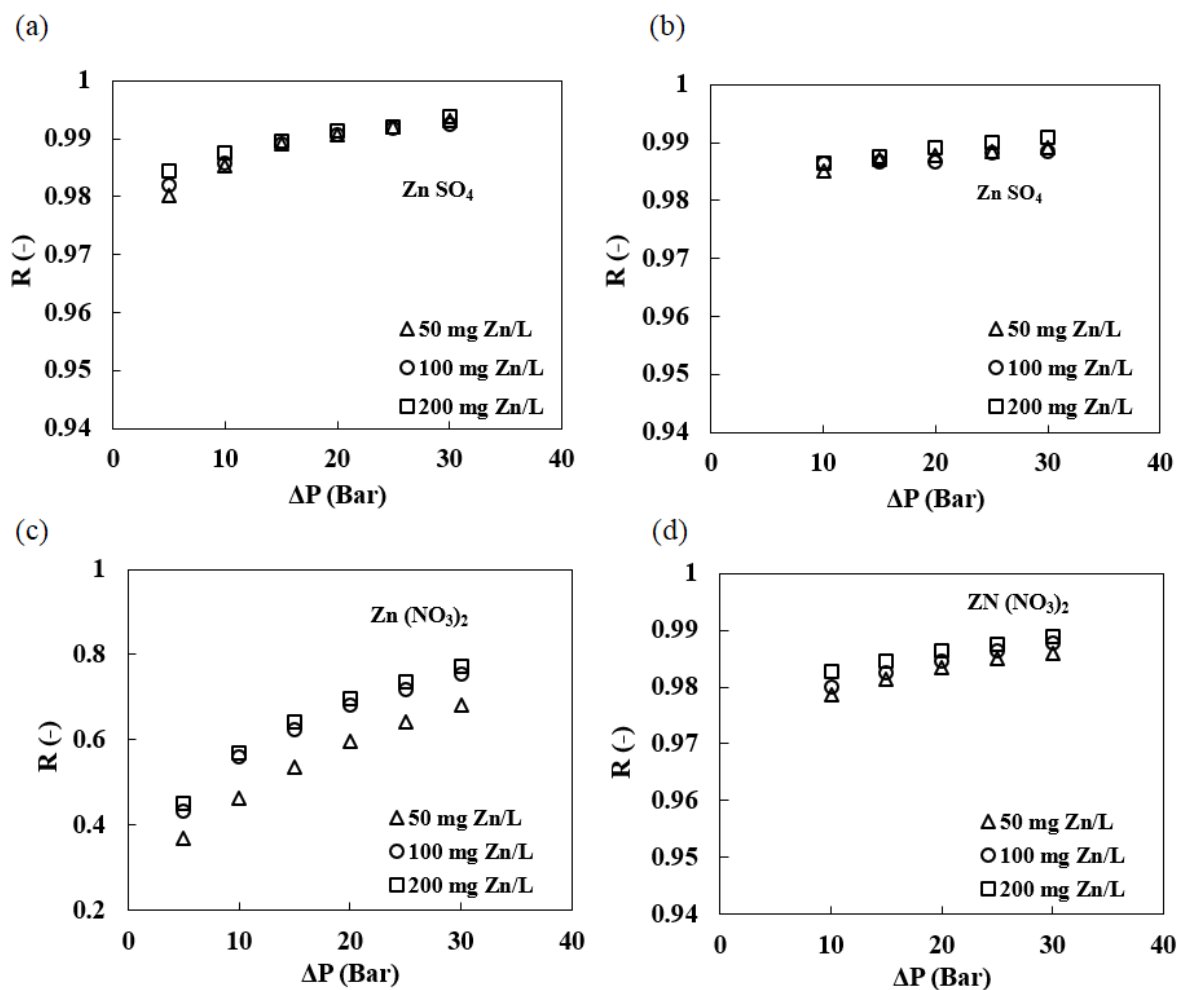 (a)
1
0.99
0.98
0.97
0.96
0.95
0.94
R (-)
Zn SO₄
50 mg Zn/L
100 mg Zn/L
200 mg Zn/L
0 10 20 30 40
ΔP (Bar)
(b)
1
0.99
0.98
0.97
0.96
0.95
0.94
R (-)
Zn SO₄
50 mg Zn/L
100 mg Zn/L
200 mg Zn/L
0 10 20 30 40
ΔP (Bar)
(c)
1
0.8
0.6
0.4
0.2
R (-)
Zn (NO₃)₂
50 mg Zn/L
100 mg Zn/L
200 mg Zn/L
0 10 20 30 40
ΔP (Bar)
(d)
1
0.99
0.98
0.97
0.96
0.95
0.94
R (-)
ZN (NO₃)₂
50 mg Zn/L
100 mg Zn/L
200 mg Zn/L
0 10 20 30 40
ΔP (Bar)